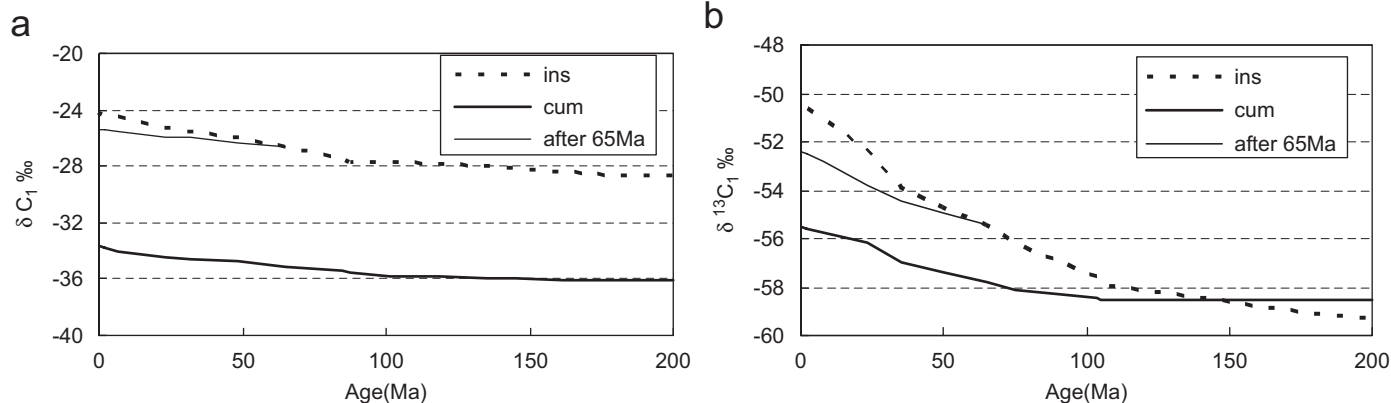 a
-20
-24
-28
-32
-36
-40
δ C₁ ‰
0
50
100
150
200
Age(Ma)
ins
cum
after 65Ma
b
-48
-50
-52
-54
-56
-58
-60
δ ¹³C₁ ‰
0
50
100
150
200
Age(Ma)
ins
cum
after 65Ma